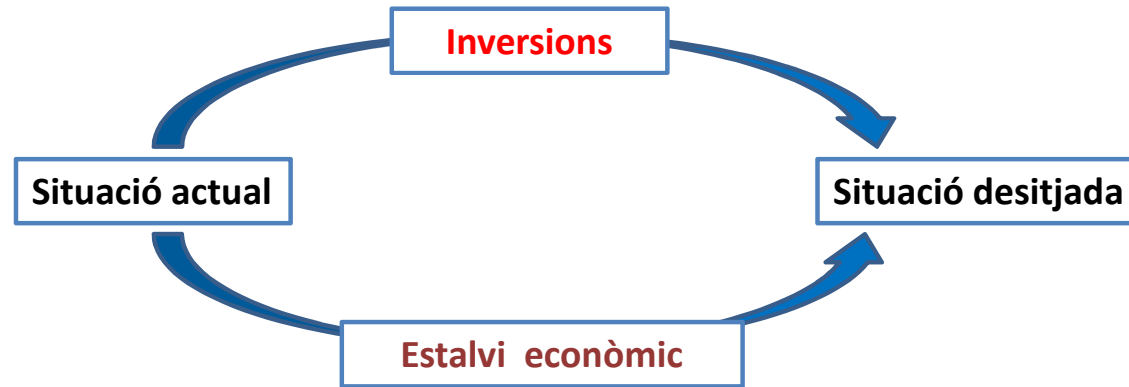 Inversions
Situació actual
Situació desitjada
Estalvi econòmic